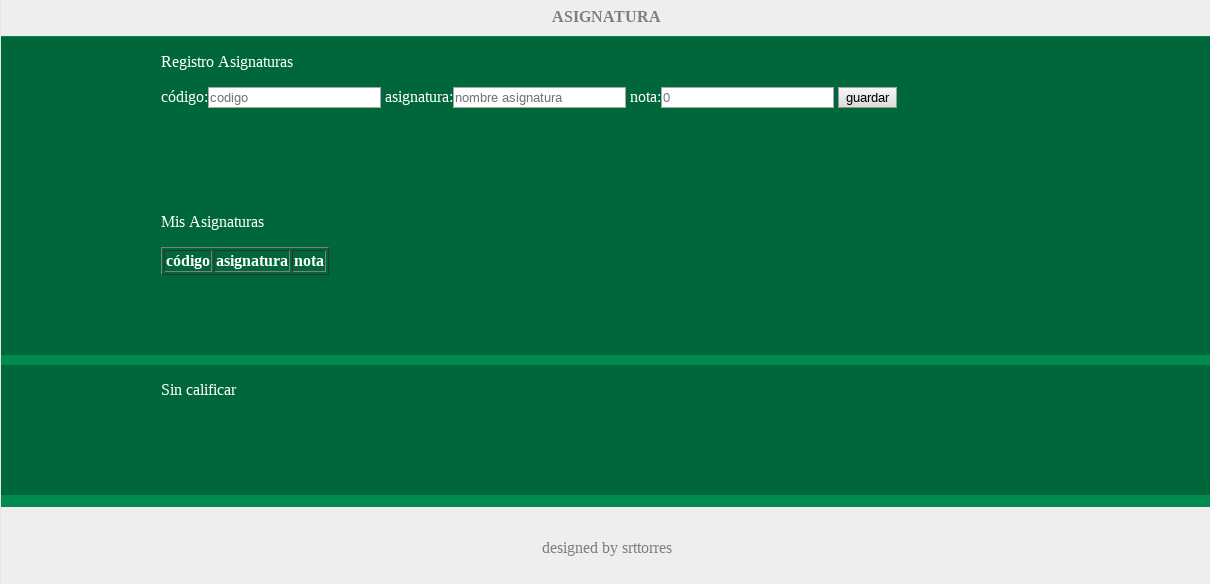 ASIGNATURA
Registro Asignaturas
código: codigo asignatura: nombre asignatura nota: 0 guardar
Mis Asignaturas
código asignatura nota
Sin calificar
designed by srttorres